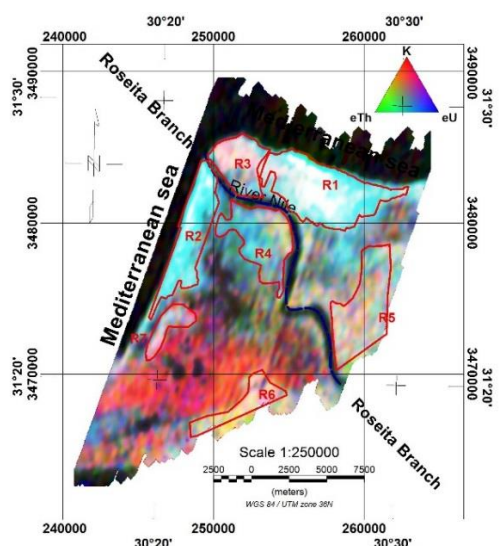 30°20' 30°30'
240000 250000 260000
3490000 3490000
31°30' 31°30'
K
eTh eU
Roseita Branch
Mediterranean sea
R3
R1
River Nile
3480000 3480000
R2
R4
Mediterranean sea
R5
R7
31°20' 31°20'
3470000 3470000
R6
Roseita Branch
Scale 1:250000
2500 0 2500 5000 7500
(meters)
WGS 84 / UTM zone 36N
240000 250000 260000
30°20' 30°30'